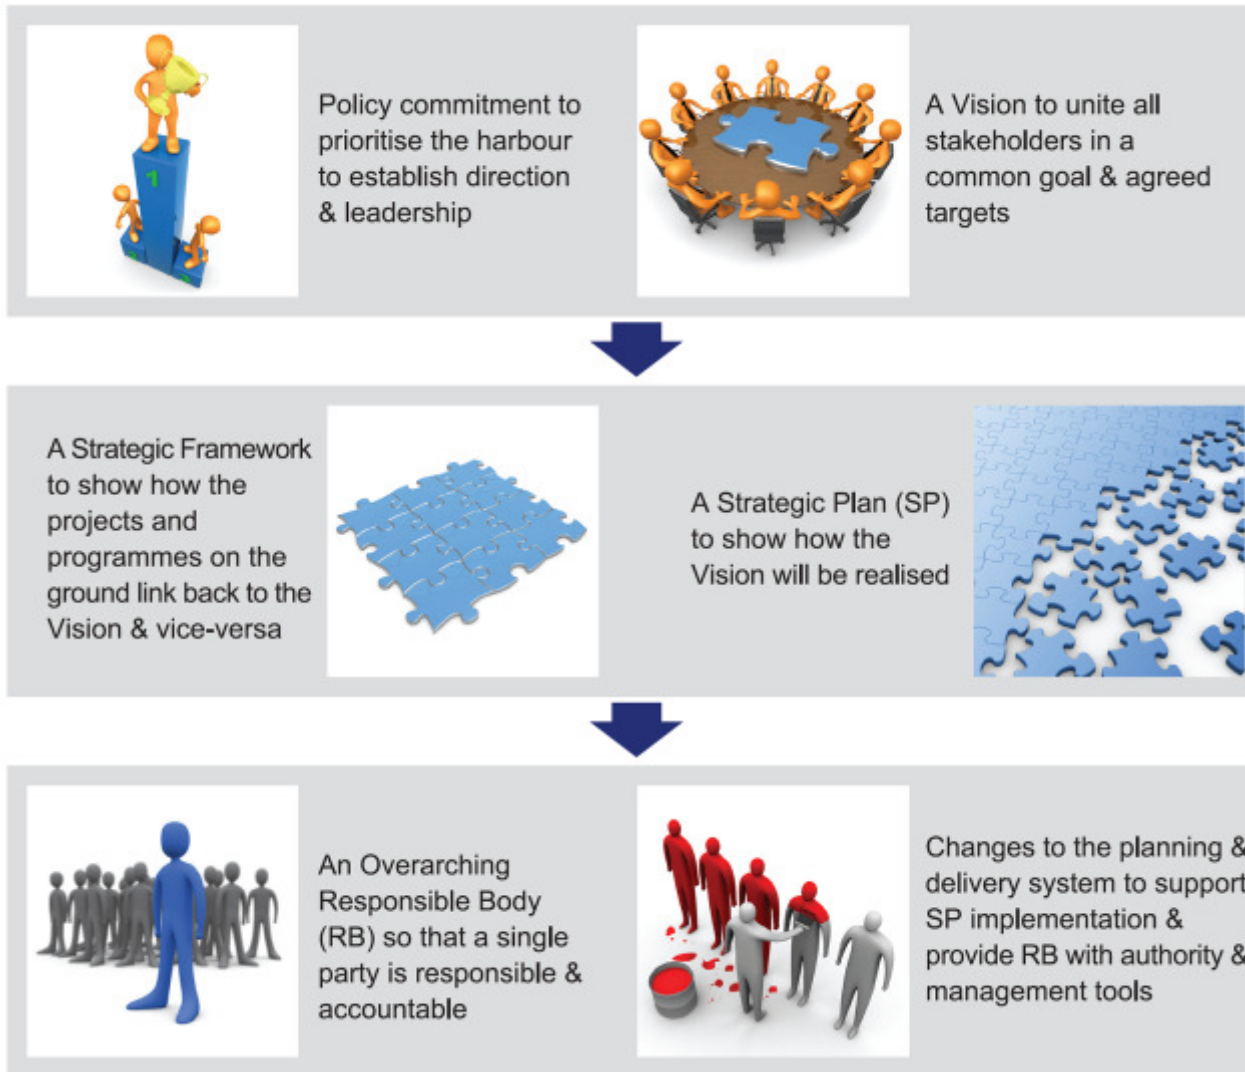 Policy commitment to
prioritise the harbour
to establish direction
& leadership
A Vision to unite all
stakeholders in a
common goal & agreed
targets
A Strategic Framework
to show how the
projects and
programmes on the
ground link back to the
Vision & vice-versa
A Strategic Plan (SP)
to show how the
Vision will be realised
An Overarching
Responsible Body
(RB) so that a single
party is responsible &
accountable
Changes to the planning &
delivery system to support
SP implementation &
provide RB with authority &
management tools
1